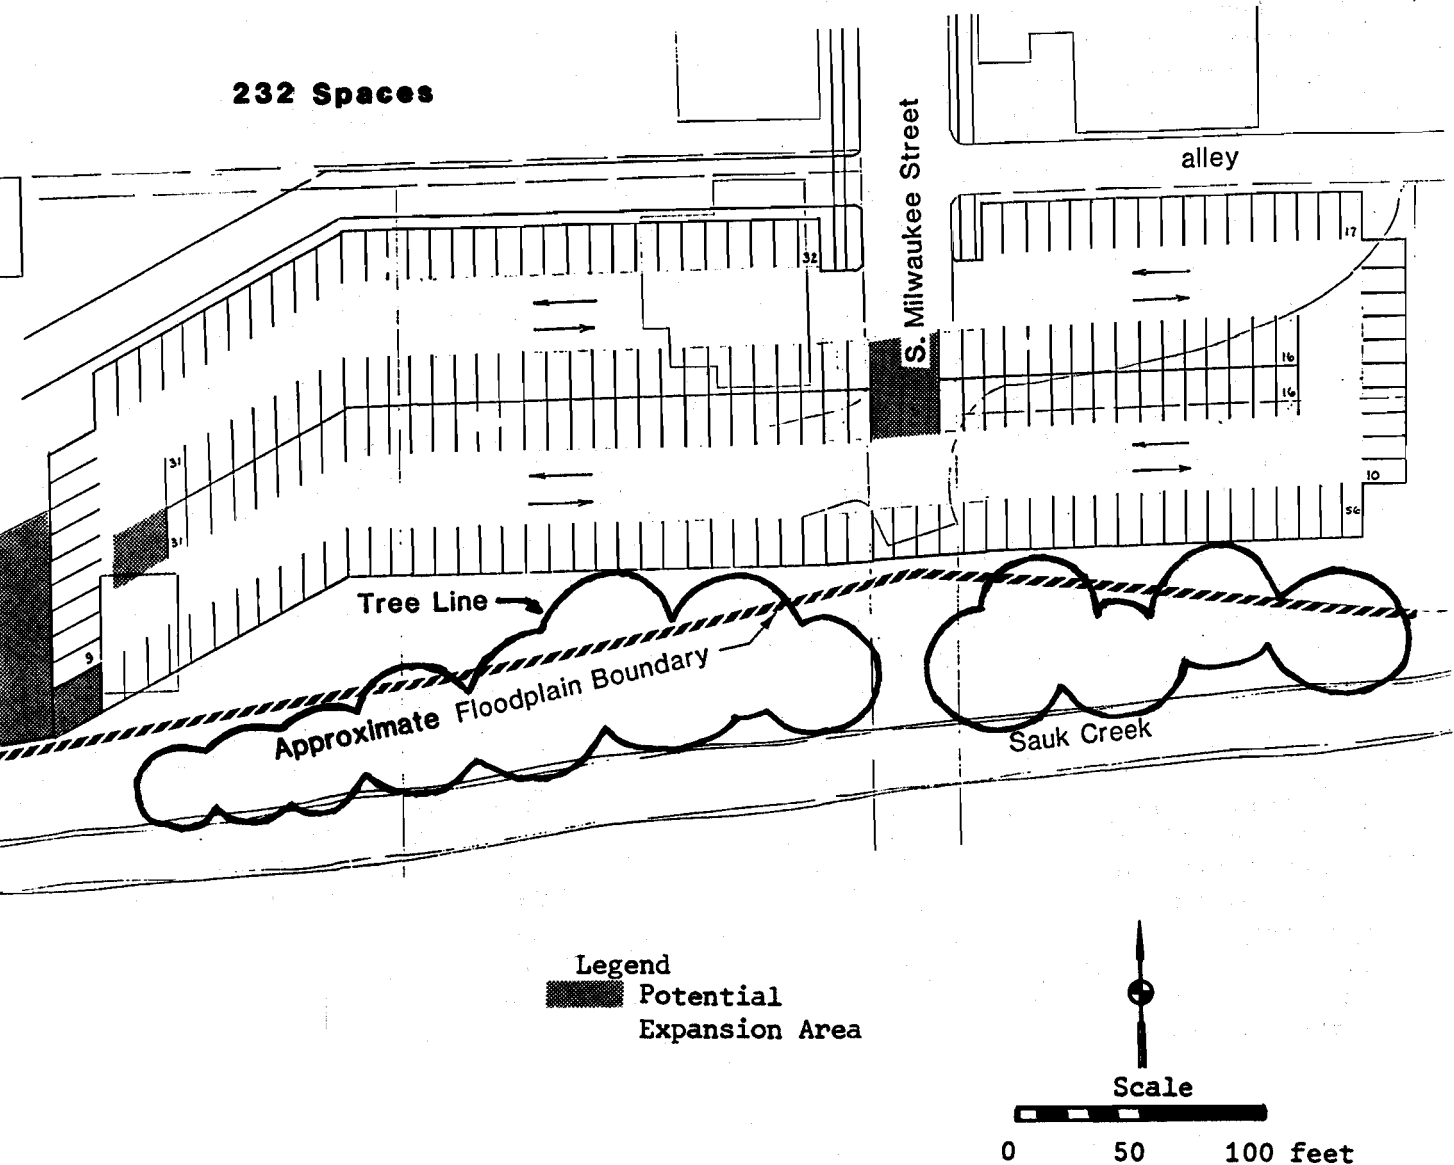 232 Spaces
S. Milwaukee Street
alley
17
32
16
16
31
31
10
56
9
Tree Line
Approximate Floodplain Boundary
Sauk Creek
Legend
Potential
Expansion Area
Scale
0 50 100 feet